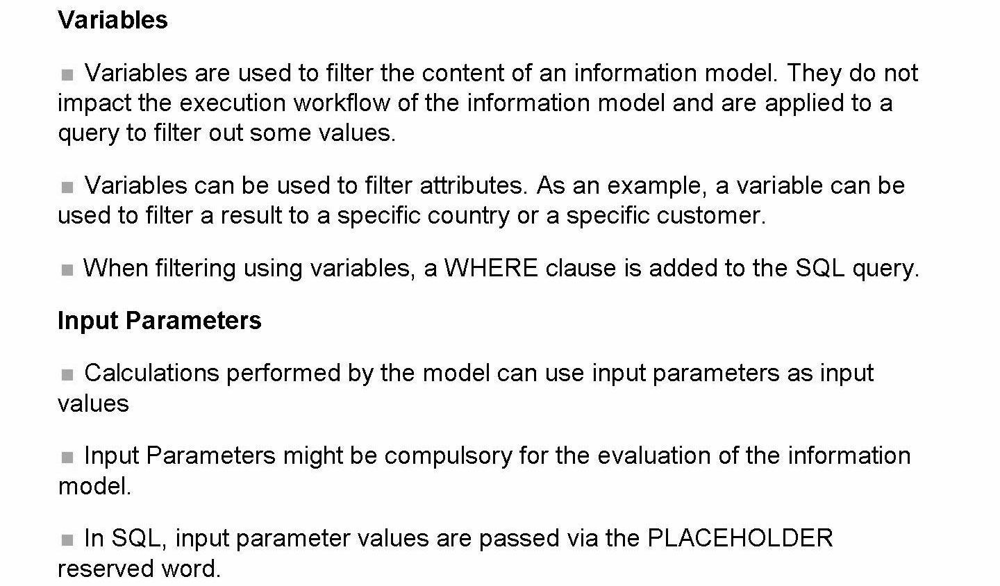 Variables
■ Variables are used to filter the content of an information model. They do not
impact the execution workflow of the information model and are applied to a
query to filter out some values.
■ Variables can be used to filter attributes. As an example, a variable can be
used to filter a result to a specific country or a specific customer.
■ When filtering using variables, a WHERE clause is added to the SQL query.
Input Parameters
■ Calculations performed by the model can use input parameters as input
values
■ Input Parameters might be compulsory for the evaluation of the information
model.
■ In SQL, input parameter values are passed via the PLACEHOLDER
reserved word.